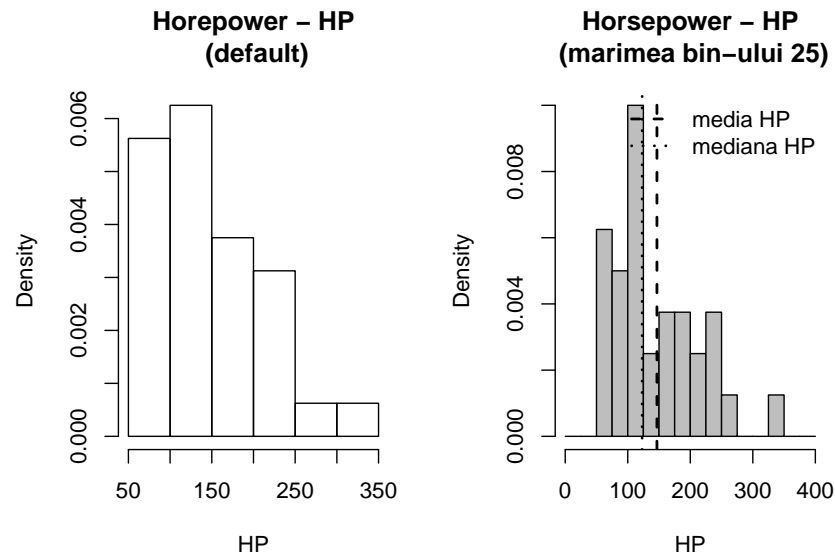 Horepower – HP
(default)
Density
0.000
0.002
0.004
0.006
50
150
250
350
HP
Horsepower – HP
(marimea bin–ului 25)
media HP
mediana HP
Density
0.000
0.004
0.008
0
100
200
300
400
HP